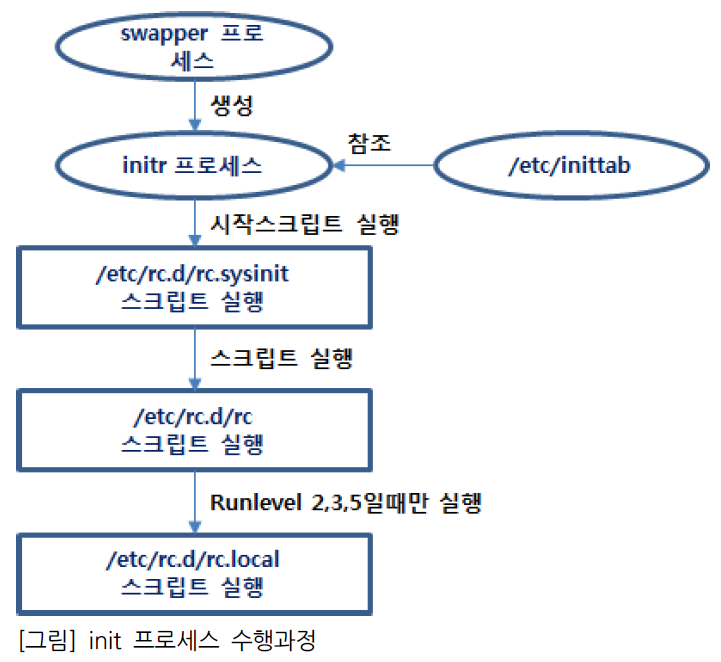 swapper 프로
세스
생성
initr 프로세스
참조
/etc/inittab
시작스크립트 실행
/etc/rc.d/rc.sysinit
스크립트 실행
스크립트 실행
/etc/rc.d/rc
스크립트 실행
Runlevel 2,3,5일때만 실행
/etc/rc.d/rc.local
스크립트 실행
[그림] init 프로세스 수행과정